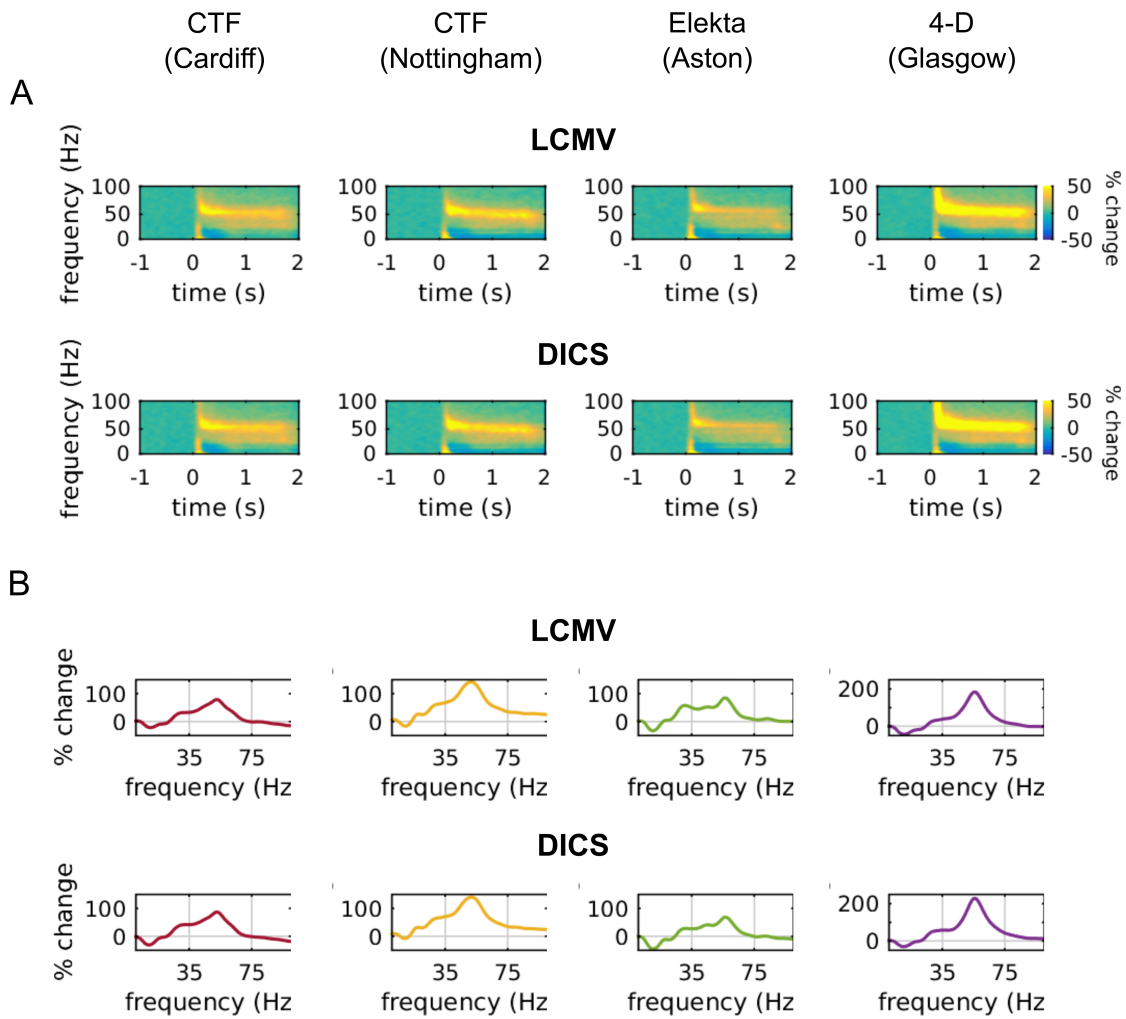 CTF CTF Elekta 4-D
(Cardiff) (Nottingham) (Aston) (Glasgow)
A
LCMV
frequency (Hz)
100 50 0
-1 0 1 2
time (s)
100 50 0
-1 0 1 2
time (s)
100 50 0
-1 0 1 2
time (s)
100 50 0
-1 0 1 2
time (s)
50 0 -50
% change
DICS
frequency (Hz)
100 50 0
-1 0 1 2
time (s)
100 50 0
-1 0 1 2
time (s)
100 50 0
-1 0 1 2
time (s)
100 50 0
-1 0 1 2
time (s)
50 0 -50
% change
B
LCMV
% change
100 0
35 75
frequency (Hz
100 0
35 75
frequency (Hz
100 0
35 75
frequency (Hz
200 0
35 75
frequency (Hz
DICS
% change
100 0
35 75
frequency (Hz
100 0
35 75
frequency (Hz
100 0
35 75
frequency (Hz
200 0
35 75
frequency (Hz